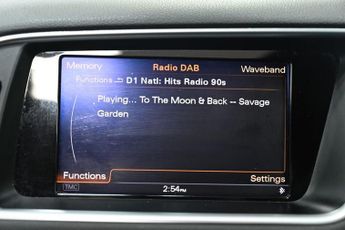 Memory Radio DAB Waveband
Functions D1 Natl: Hits Radio 90s
Playing... To The Moon & Back -- Savage
Garden
Functions Settings
TMC 2:54PM